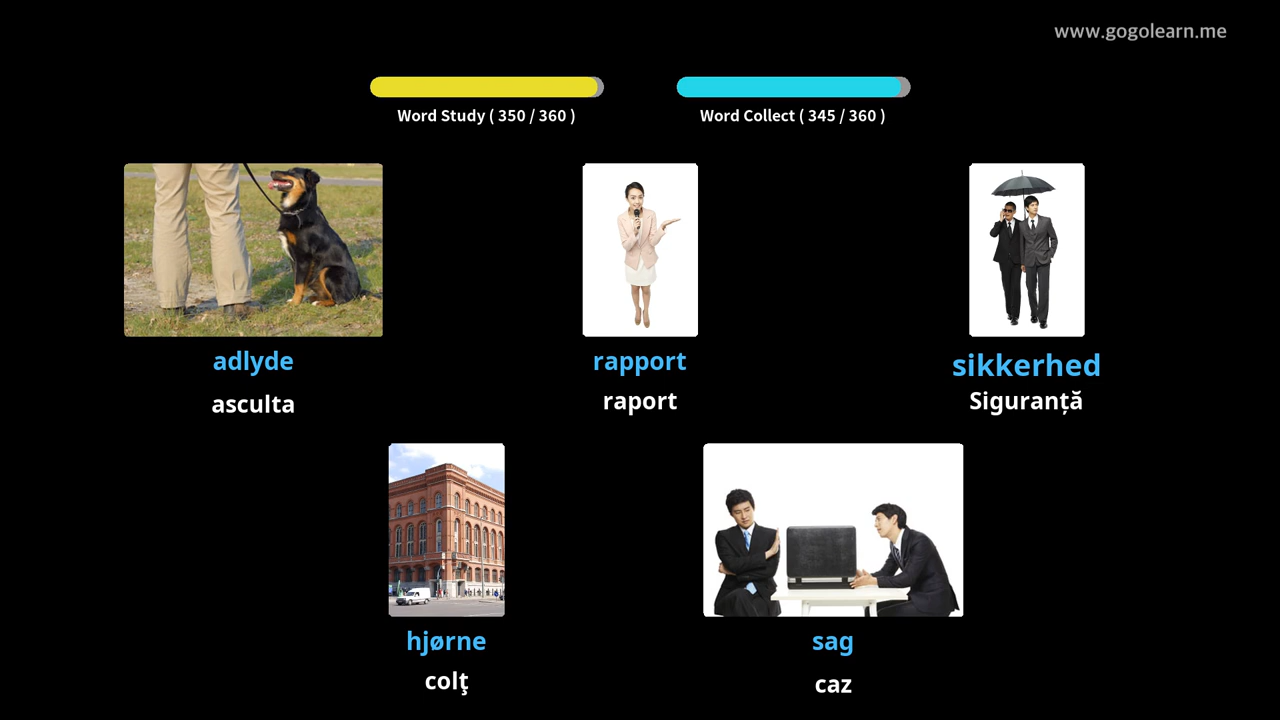 www.gogolearn.me
Word Study ( 350 / 360 )
Word Collect ( 345 / 360 )
adlyde
rapport
sikkerhed
asculta
raport
Siguranță
hjørne
sag
colţ
caz